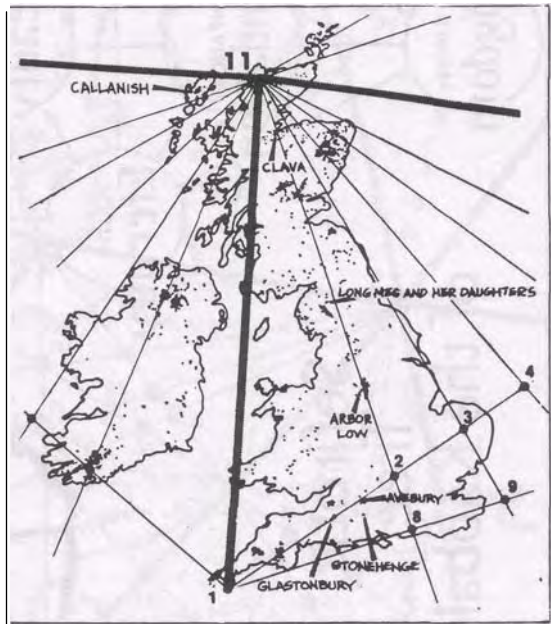 11
CALLANISH
CLAVA
LONG MEG AND HER DAUGHTERS
4
ARBOR
LOW
3
2
9
AVEBURY
8
STONEHENGE
GLASTONBURY
1